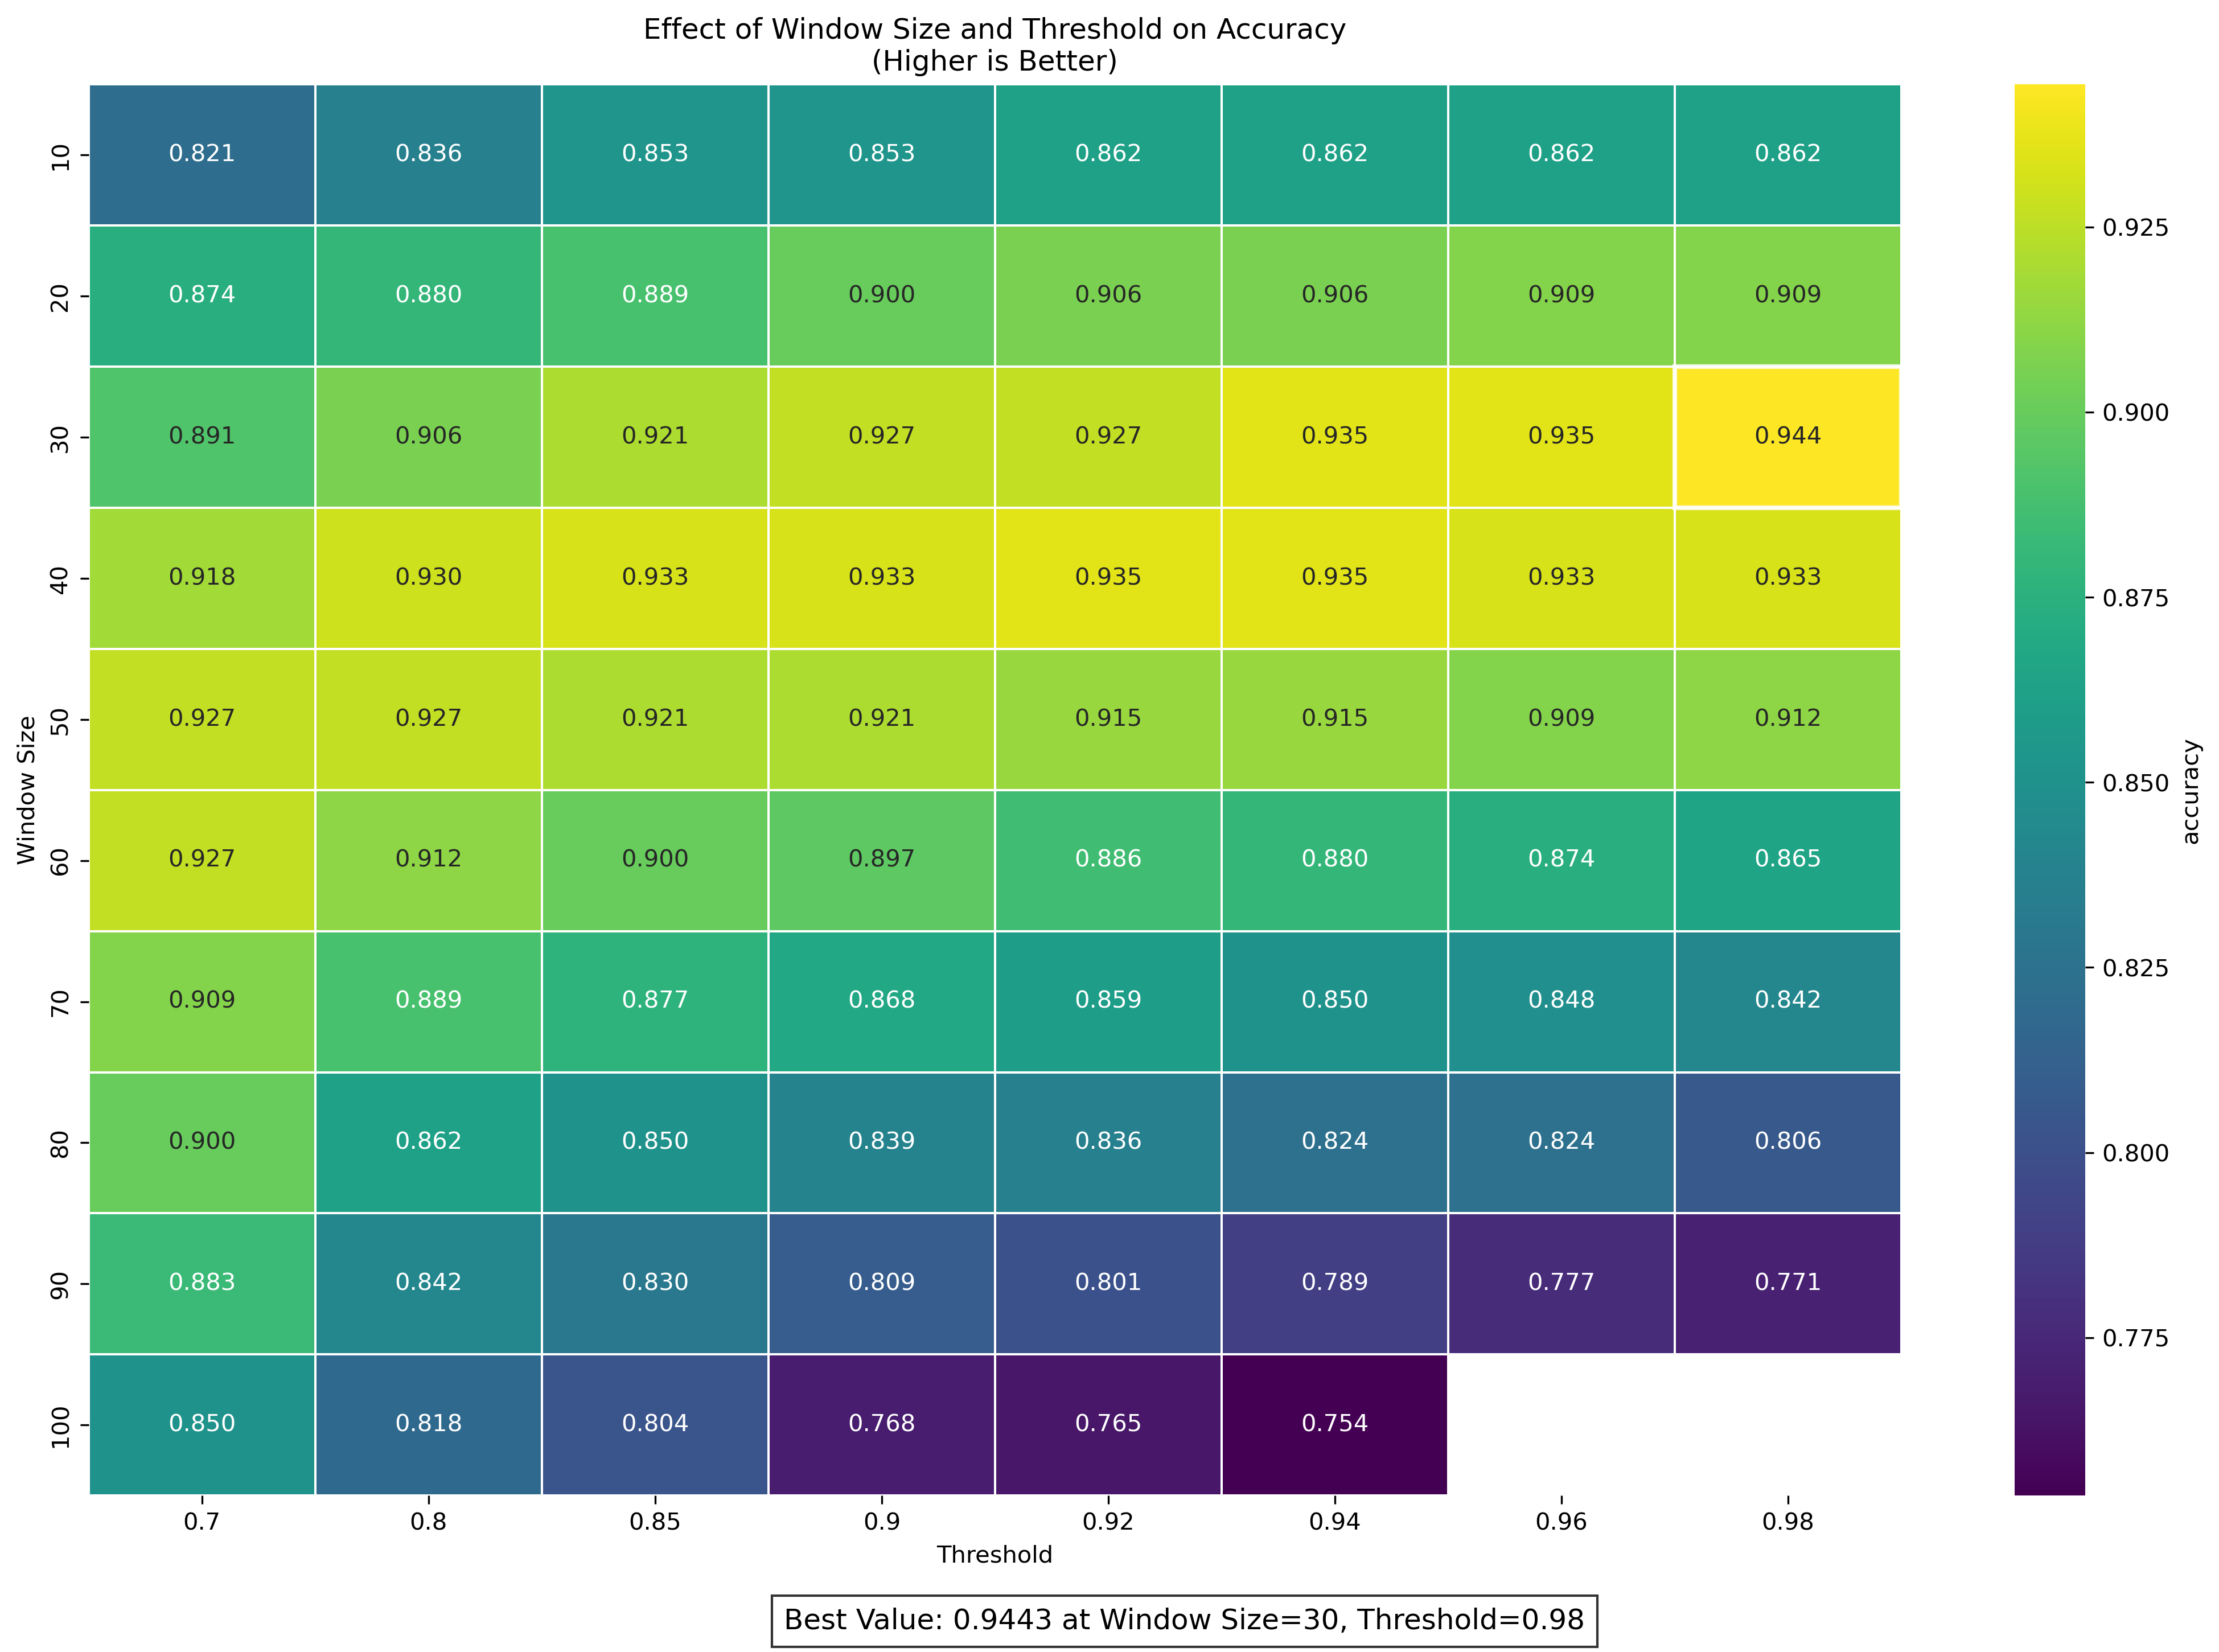 Effect of Window Size and Threshold on Accuracy
(Higher is Better)
10 0.821 0.836 0.853 0.853 0.862 0.862 0.862 0.862
20 0.874 0.880 0.889 0.900 0.906 0.906 0.909 0.909
30 0.891 0.906 0.921 0.927 0.927 0.935 0.935 0.944
40 0.918 0.930 0.933 0.933 0.935 0.935 0.933 0.933
50 0.927 0.927 0.921 0.921 0.915 0.915 0.909 0.912
60 0.927 0.912 0.900 0.897 0.886 0.880 0.874 0.865
70 0.909 0.889 0.877 0.868 0.859 0.850 0.848 0.842
80 0.900 0.862 0.850 0.839 0.836 0.824 0.824 0.806
90 0.883 0.842 0.830 0.809 0.801 0.789 0.777 0.771
100 0.850 0.818 0.804 0.768 0.765 0.754
0.7 0.8 0.85 0.9 0.92 0.94 0.96 0.98
Window Size
Threshold
0.925
0.900
0.875
0.850
0.825
0.800
0.775
accuracy
Best Value: 0.9443 at Window Size=30, Threshold=0.98